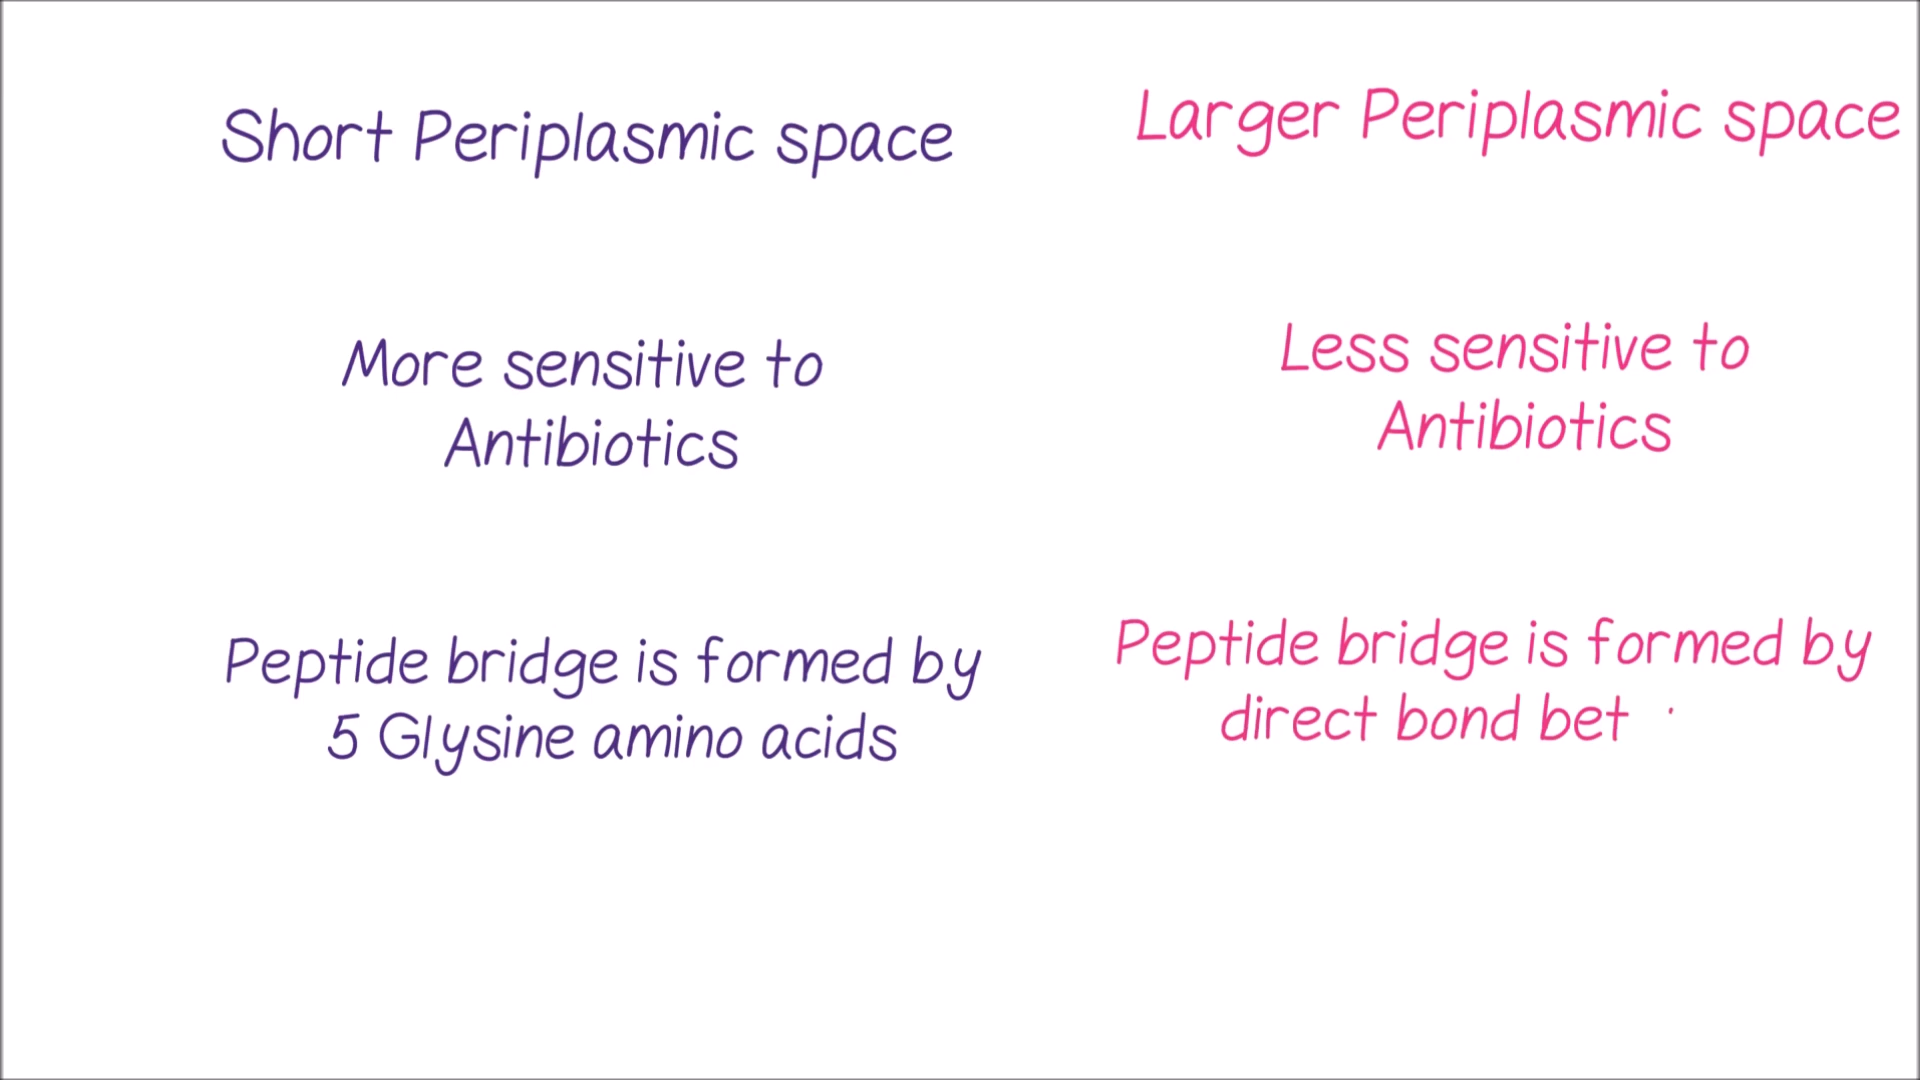 Short Periplasmic space
Larger Periplasmic space
More sensitive to
Antibiotics
Less sensitive to
Antibiotics
Peptide bridge is formed by
5 Glysine amino acids
Peptide bridge is formed by
direct bond bet